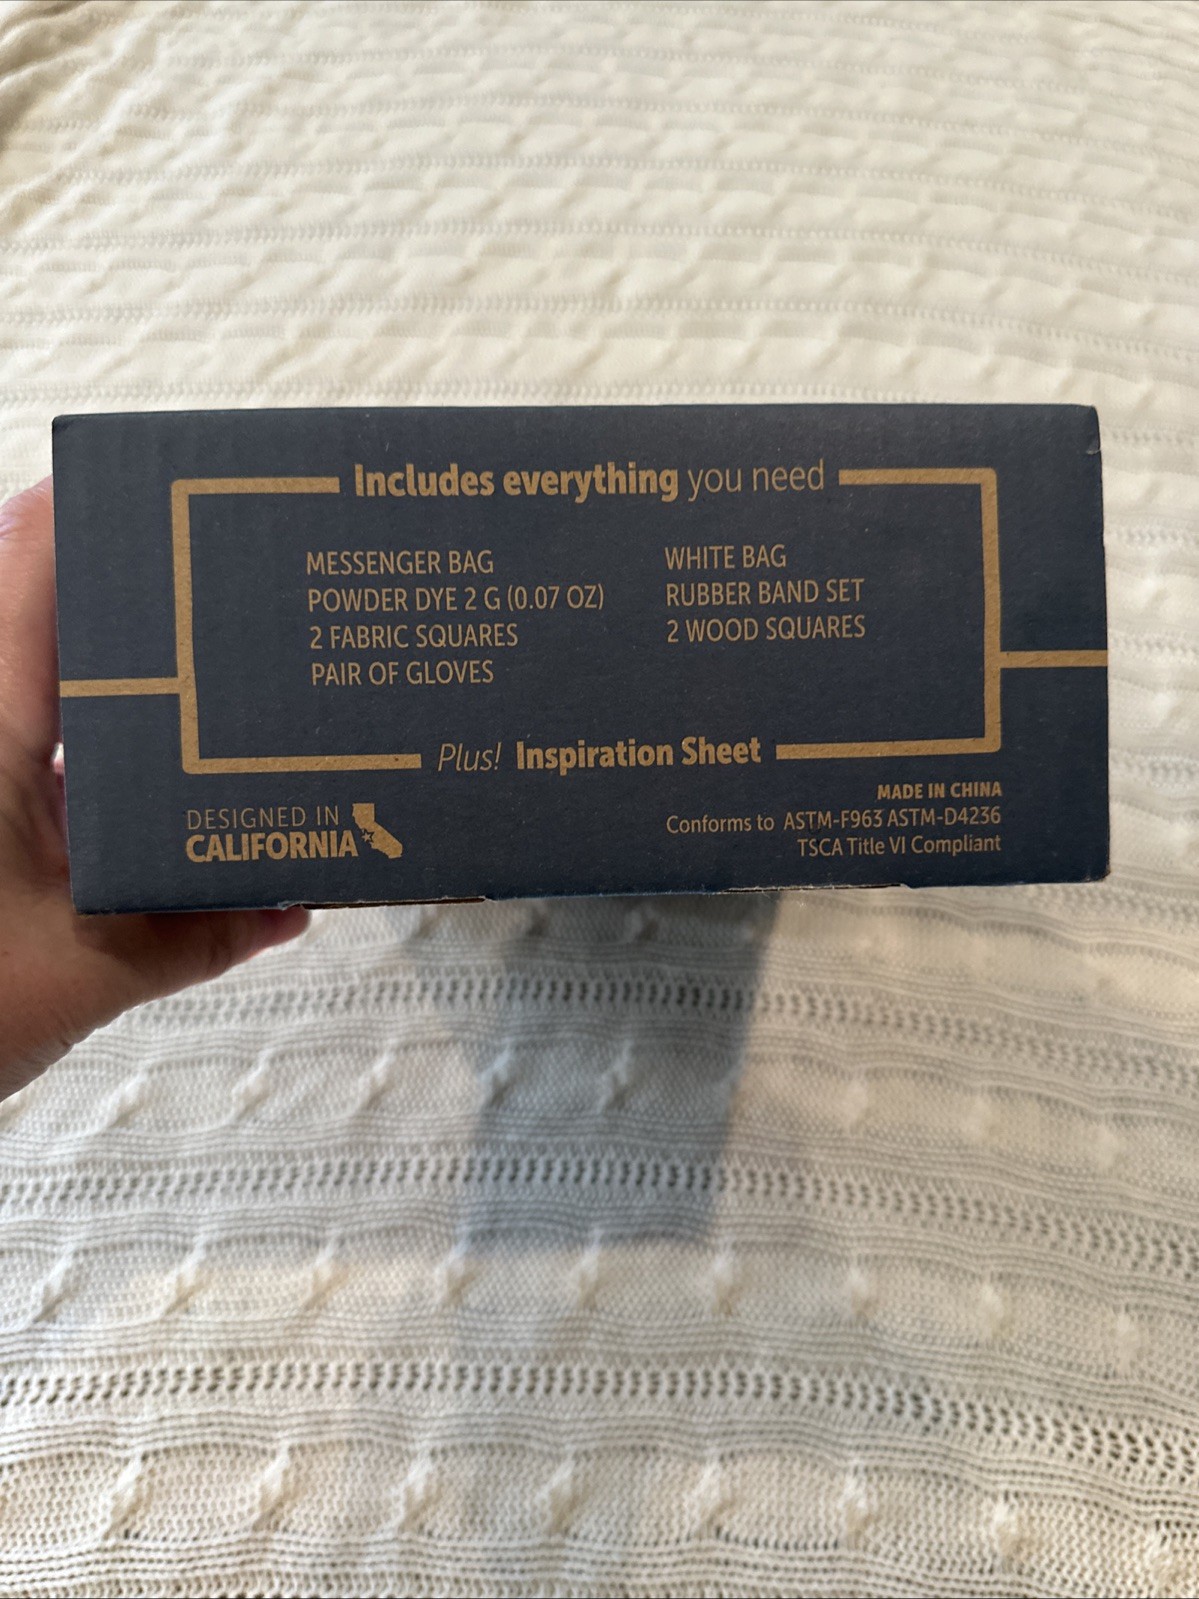 Includes everything you need
MESSENGER BAG
POWDER DYE 2 G (0.07 OZ)
2 FABRIC SQUARES
PAIR OF GLOVES
WHITE BAG
RUBBER BAND SET
2 WOOD SQUARES
Plus! Inspiration Sheet
DESIGNED IN
CALIFORNIA
MADE IN CHINA
Conforms to ASTM-F963 ASTM-D4236
TSCA Title VI Compliant